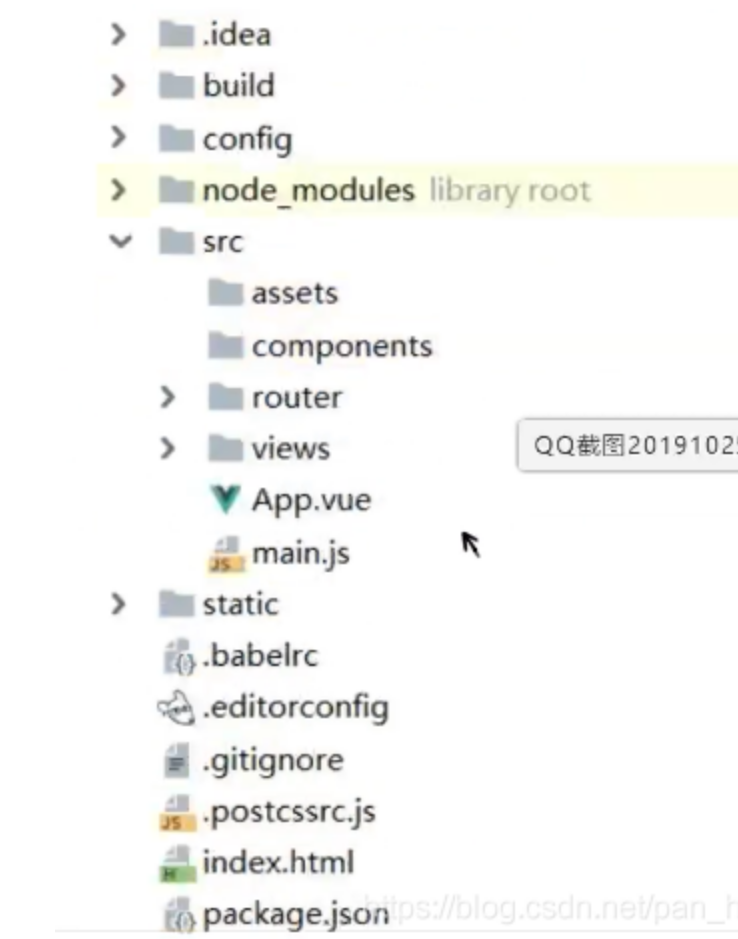 .idea
build
config
node_modules library root
src
assets
components
router
views
QQ截图2019102
App.vue
main.js
static
.babelrc
.editorconfig
.gitignore
.postcssrc.js
index.html
package.json
https://blog.csdn.net/pan_h